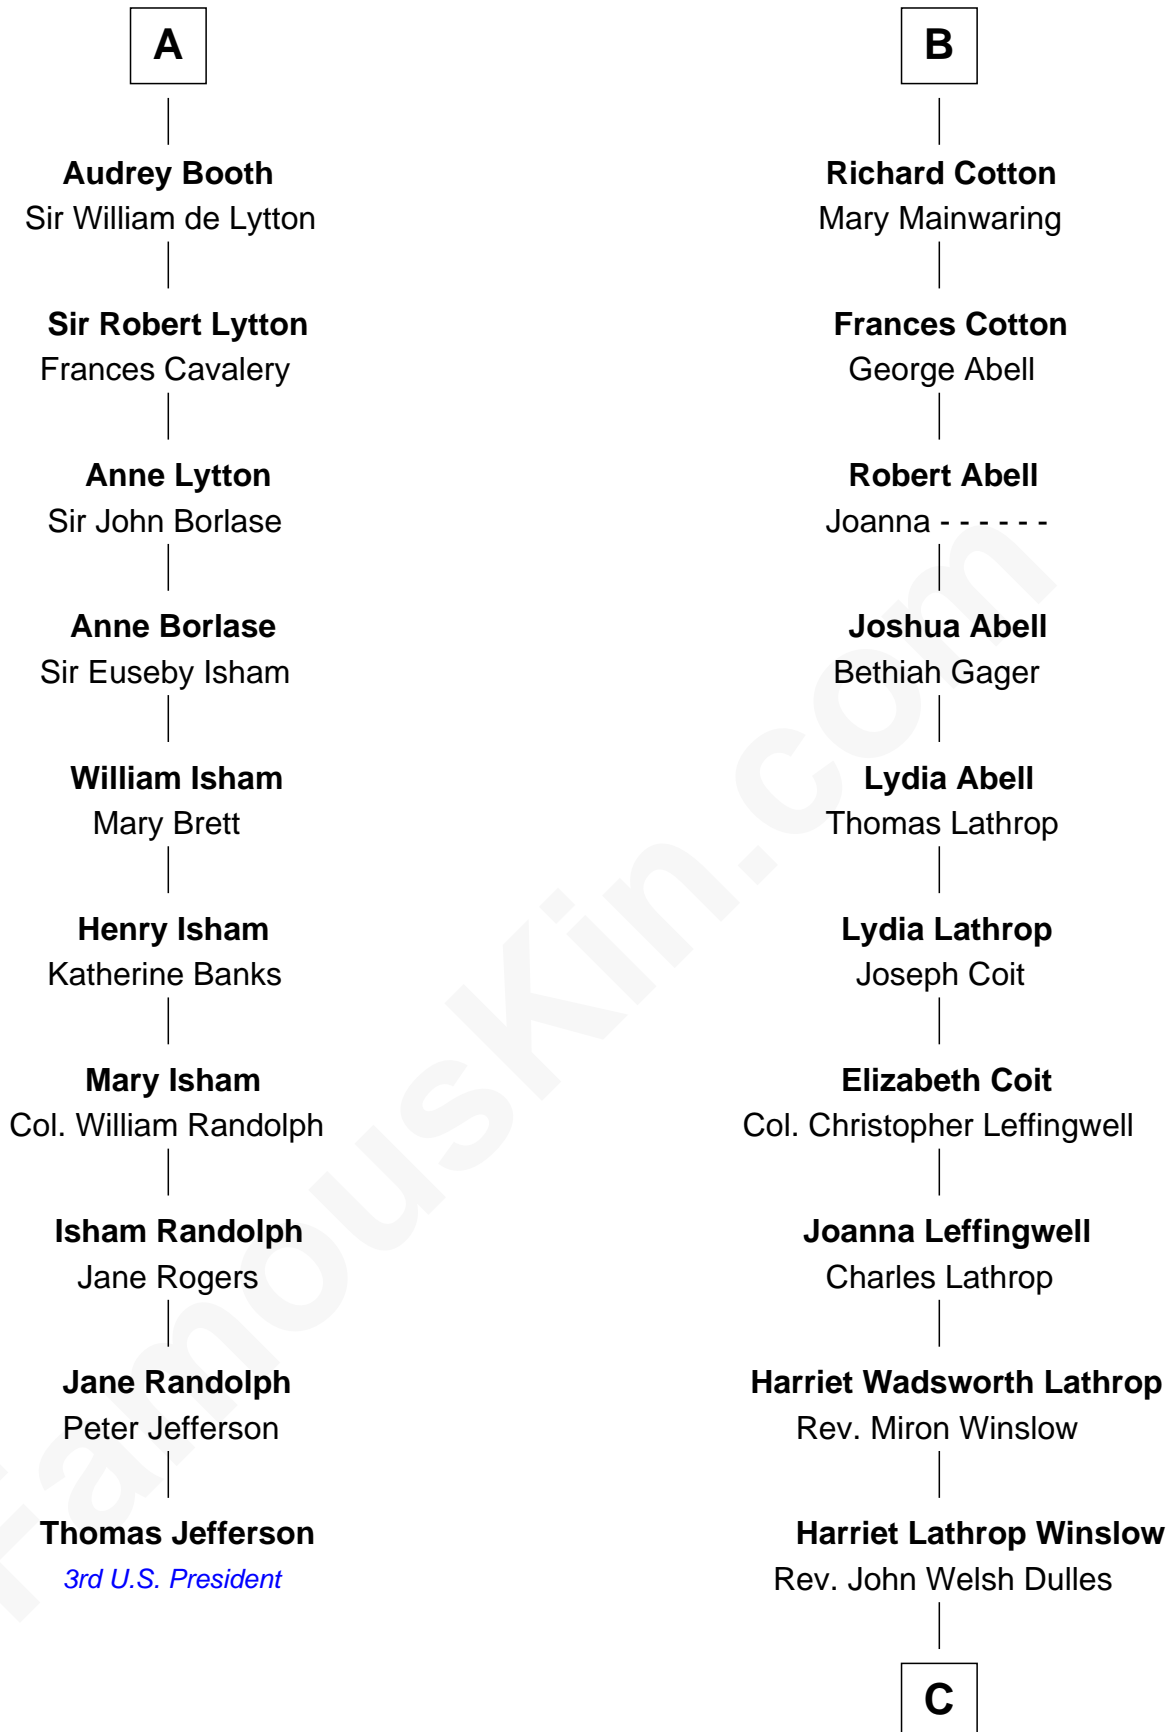 A
Audrey Booth
Sir William de Lytton
Sir Robert Lytton
Frances Cavalery
Anne Lytton
Sir John Borlase
Anne Borlase
Sir Euseby Isham
William Isham
Mary Brett
Henry Isham
Katherine Banks
Mary Isham
Col. William Randolph
Isham Randolph
Jane Rogers
Jane Randolph
Peter Jefferson
Thomas Jefferson
3rd U.S. President
B
Richard Cotton
Mary Mainwaring
Frances Cotton
George Abell
Robert Abell
Joanna - - - - - -
Joshua Abell
Bethiah Gager
Lydia Abell
Thomas Lathrop
Lydia Lathrop
Joseph Coit
Elizabeth Coit
Col. Christopher Leffingwell
Joanna Leffingwell
Charles Lathrop
Harriet Wadsworth Lathrop
Rev. Miron Winslow
Harriet Lathrop Winslow
Rev. John Welsh Dulles
C
FamousKin.com